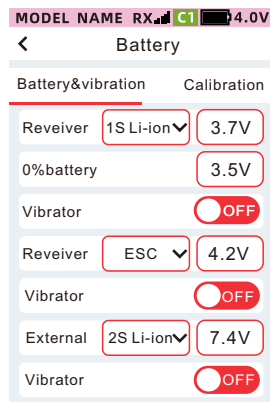 MODEL NAME RX C1 4.0V
Battery
Battery&vibration Calibration
Reveiver 1S Li-ion 3.7V
0%battery 3.5V
Vibrator OFF
Reveiver ESC 4.2V
Vibrator OFF
External 2S Li-ion 7.4V
Vibrator OFF